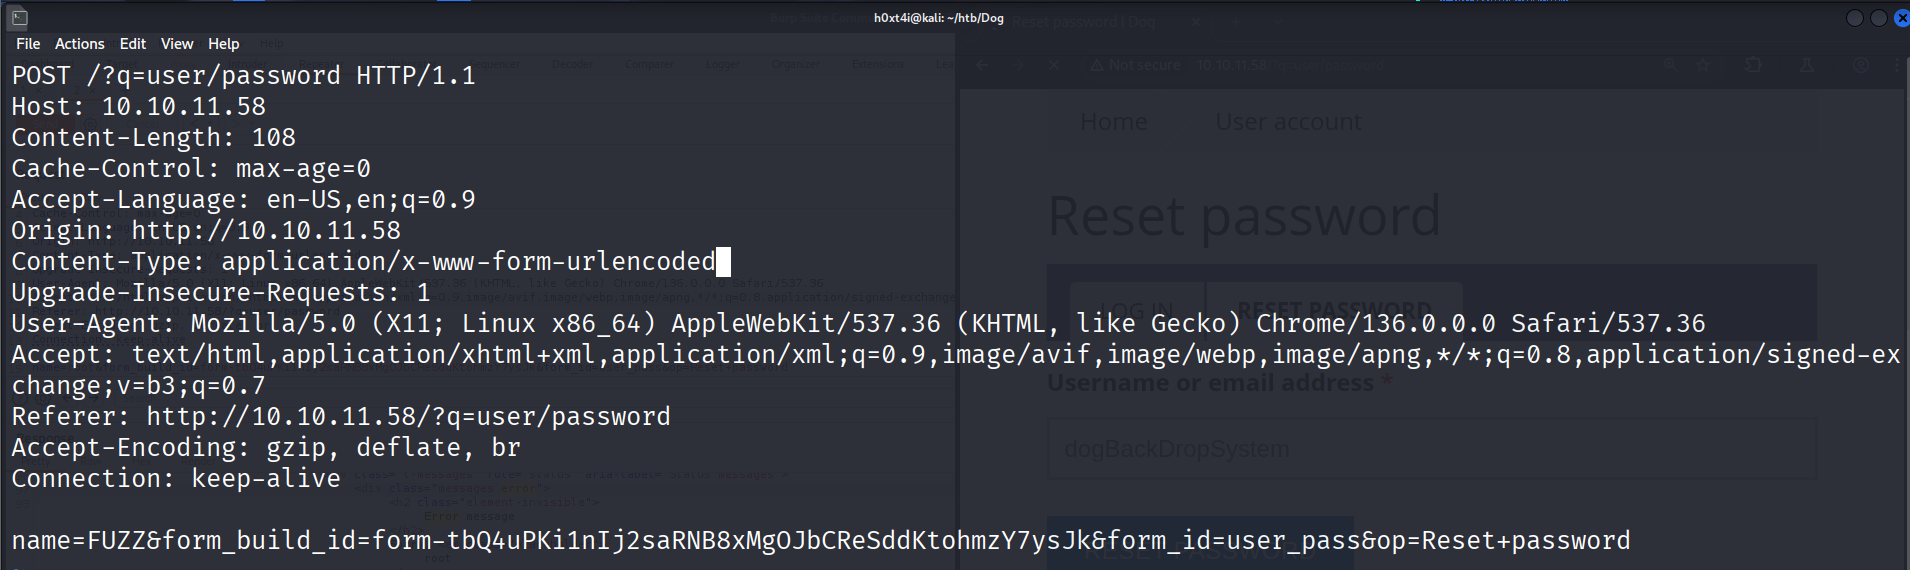 h0xt4i@kali: ~/htb/Dog
File Actions Edit View Help
POST /?q=user/password HTTP/1.1
Host: 10.10.11.58
Content-Length: 108
Cache-Control: max-age=0
Accept-Language: en-US,en;q=0.9
Origin: http://10.10.11.58
Content-Type: application/x-www-form-urlencoded
Upgrade-Insecure-Requests: 1
User-Agent: Mozilla/5.0 (X11; Linux x86_64) AppleWebKit/537.36 (KHTML, like Gecko) Chrome/136.0.0.0 Safari/537.36
Accept: text/html,application/xhtml+xml,application/xml;q=0.9,image/avif,image/webp,image/apng,*/*;q=0.8,application/signed-ex
change;v=b3;q=0.7
Referer: http://10.10.11.58/?q=user/password
Accept-Encoding: gzip, deflate, br
Connection: keep-alive
name=FUZZ&form_build_id=form-tbQ4uPKi1nIj2saRNB8xMgOJbCReSddKtohmzY7ysJk&form_id=user_pass&op=Reset+password
Reset password | Dog
Not secure 10.10.11.58
Home User account
Reset password
LOG IN RESET PASSWORD
Username or email address *
dogBackDropSystem
Error message